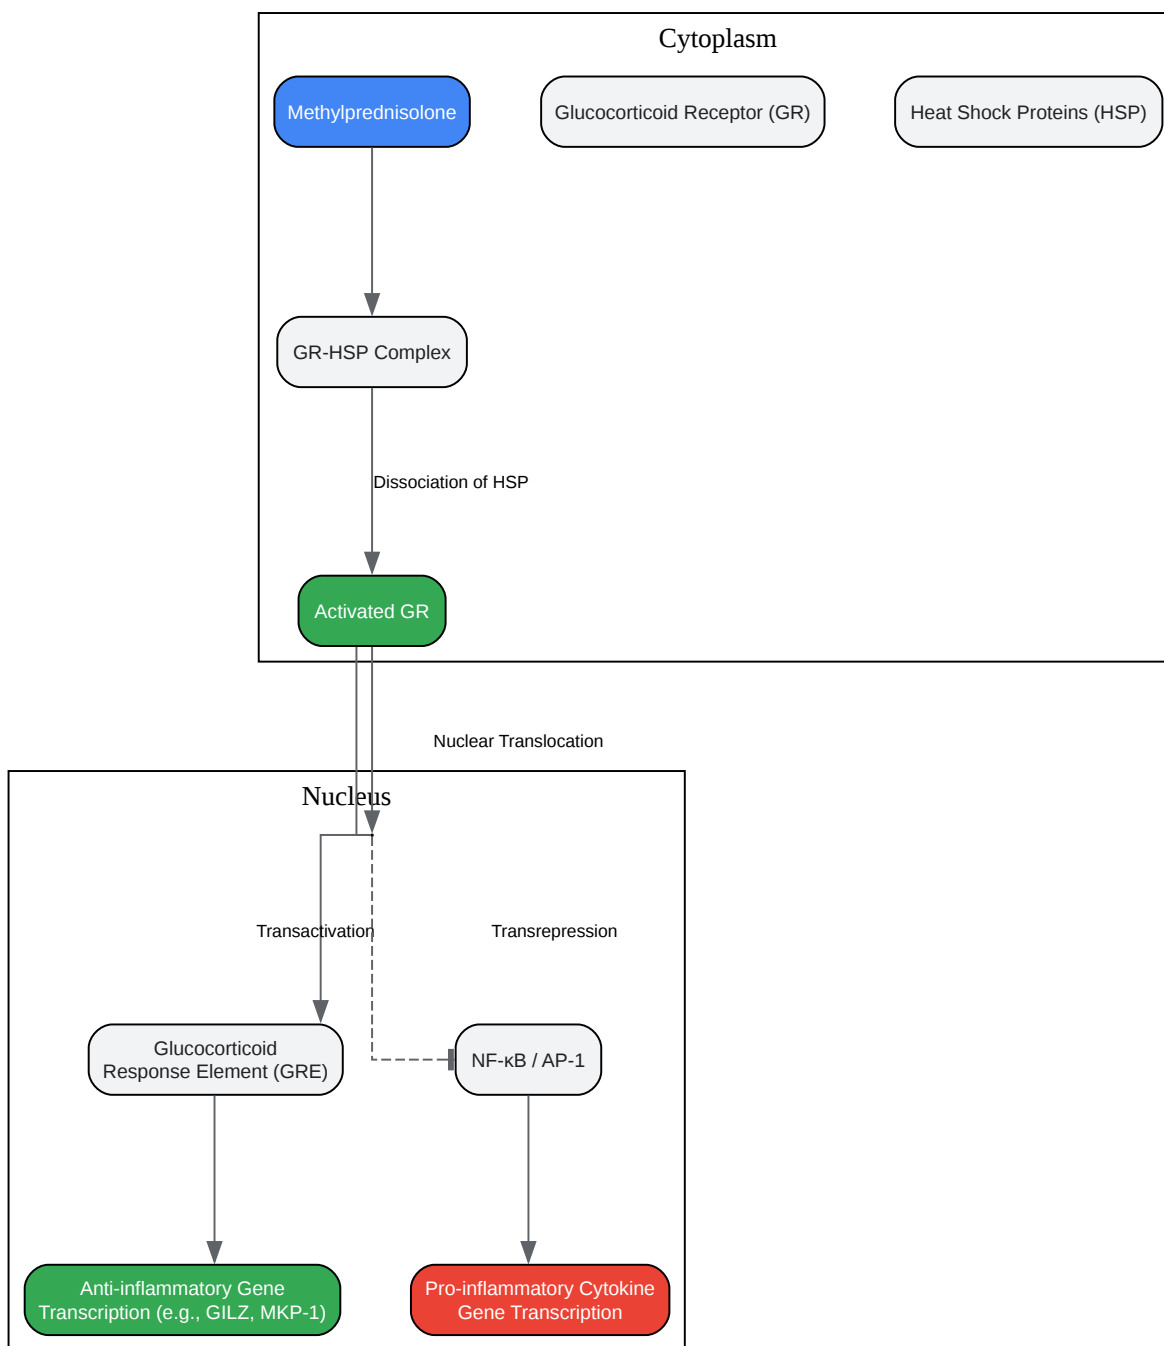 Cytoplasm
Methylprednisolone
Glucocorticoid Receptor (GR)
Heat Shock Proteins (HSP)
GR-HSP Complex
Dissociation of HSP
Activated GR
Nuclear Translocation
Nucleus
Transactivation
Transrepression
Glucocorticoid
Response Element (GRE)
NF-κB / AP-1
Anti-inflammatory Gene
Transcription (e.g., GILZ, MKP-1)
Pro-inflammatory Cytokine
Gene Transcription